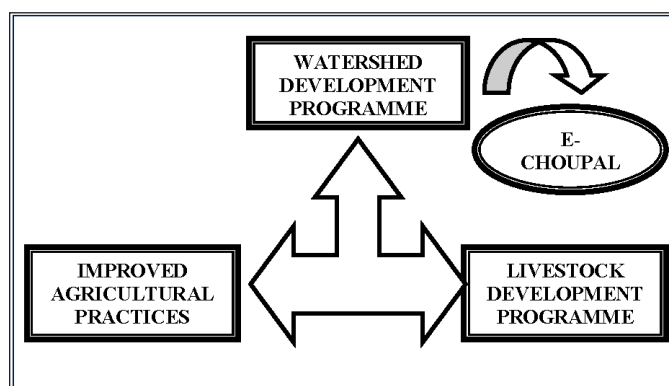 WATERSHED
DEVELOPMENT
PROGRAMME
E-
CHOUPAL
IMPROVED
AGRICULTURAL
PRACTICES
LIVESTOCK
DEVELOPMENT
PROGRAMME